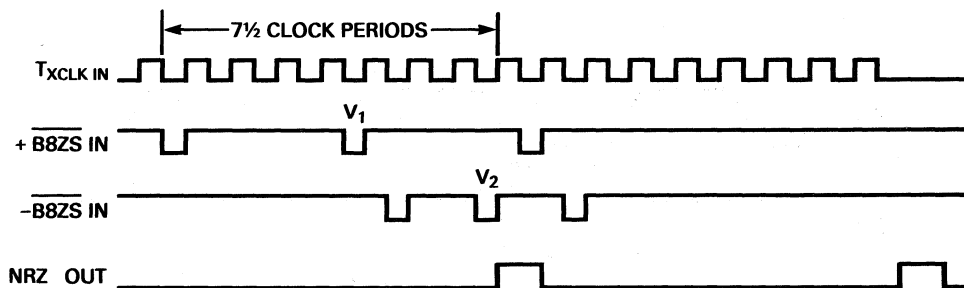 7½ CLOCK PERIODS
TXCLK IN
V1
+ B8ZS IN
V2
−B8ZS IN
NRZ OUT